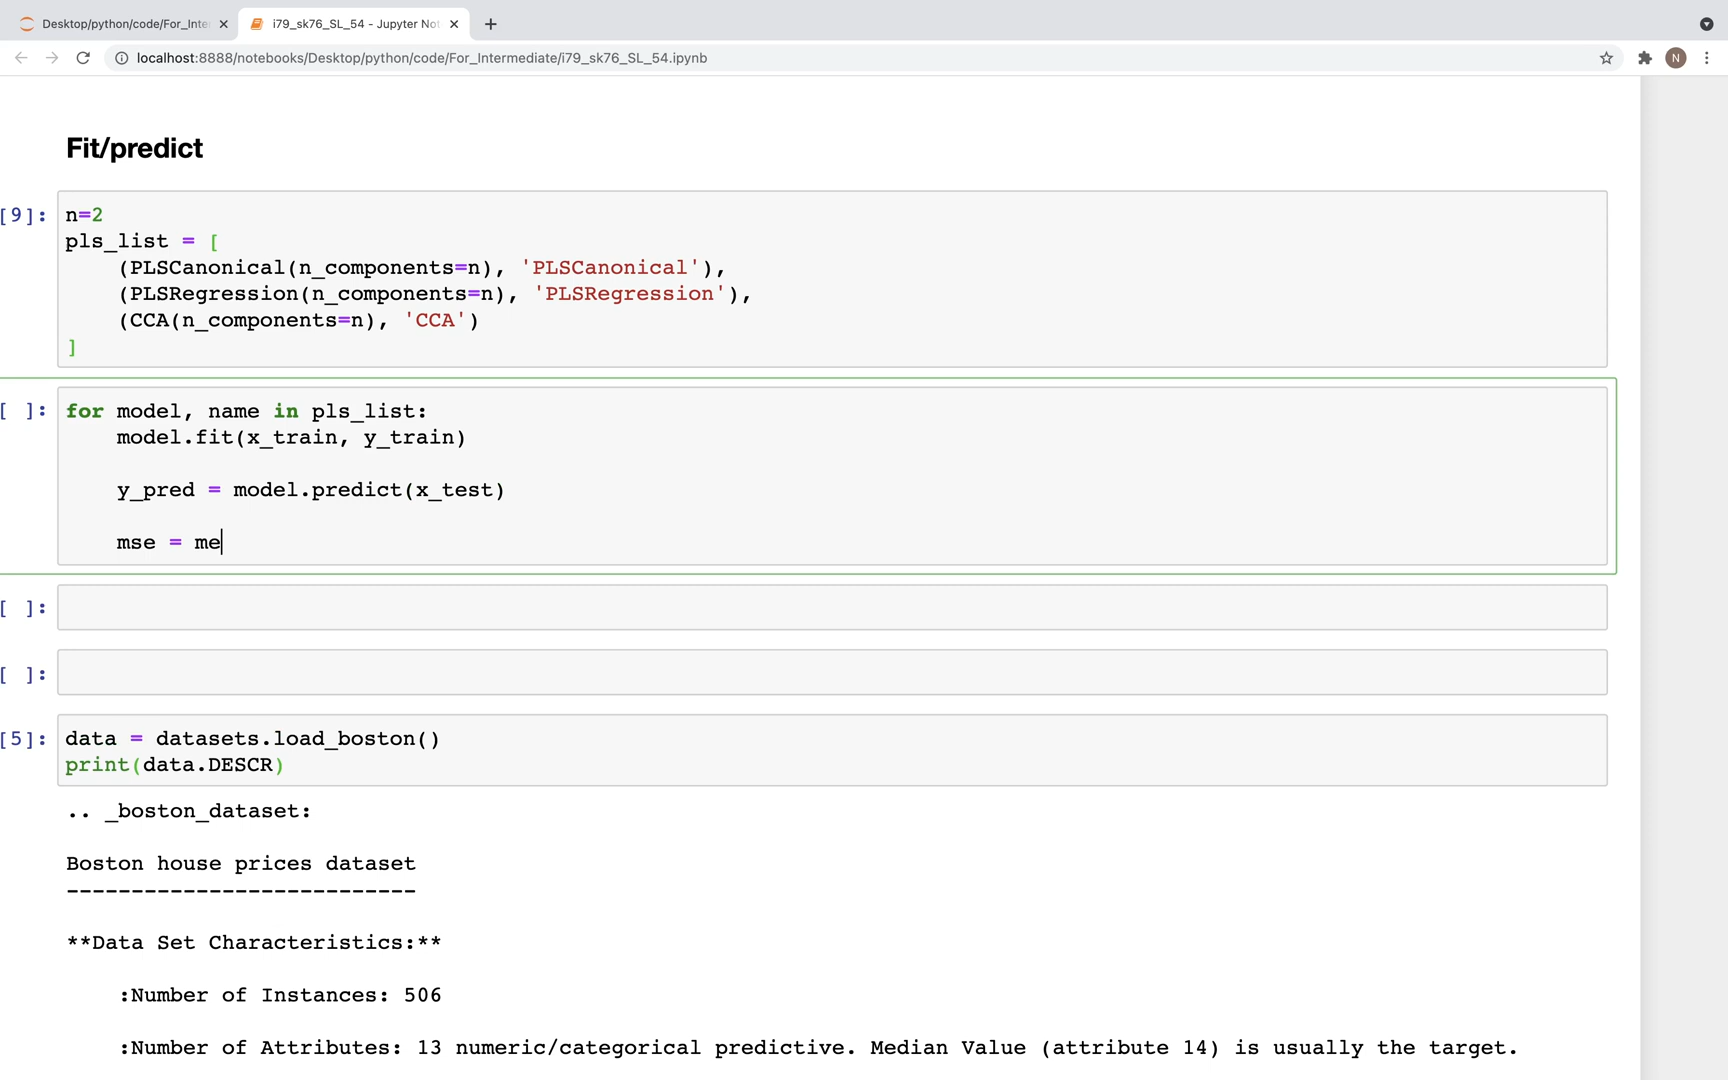 Desktop/python/code/For_Inte
i79_sk76_SL_54 - Jupyter Not
localhost:8888/notebooks/Desktop/python/code/For_Intermediate/i79_sk76_SL_54.ipynb
N
Fit/predict
[9]:
n=2
pls_list = [
(PLSCanonical(n_components=n), 'PLSCanonical'),
(PLSRegression(n_components=n), 'PLSRegression'),
(CCA(n_components=n), 'CCA')
]
[ ]:
for model, name in pls_list:
model.fit(x_train, y_train)
y_pred = model.predict(x_test)
mse = me
[ ]:
[ ]:
[5]:
data = datasets.load_boston()
print(data.DESCR)
.. _boston_dataset:
Boston house prices dataset
---------------------------
**Data Set Characteristics:**
:Number of Instances: 506
:Number of Attributes: 13 numeric/categorical predictive. Median Value (attribute 14) is usually the target.